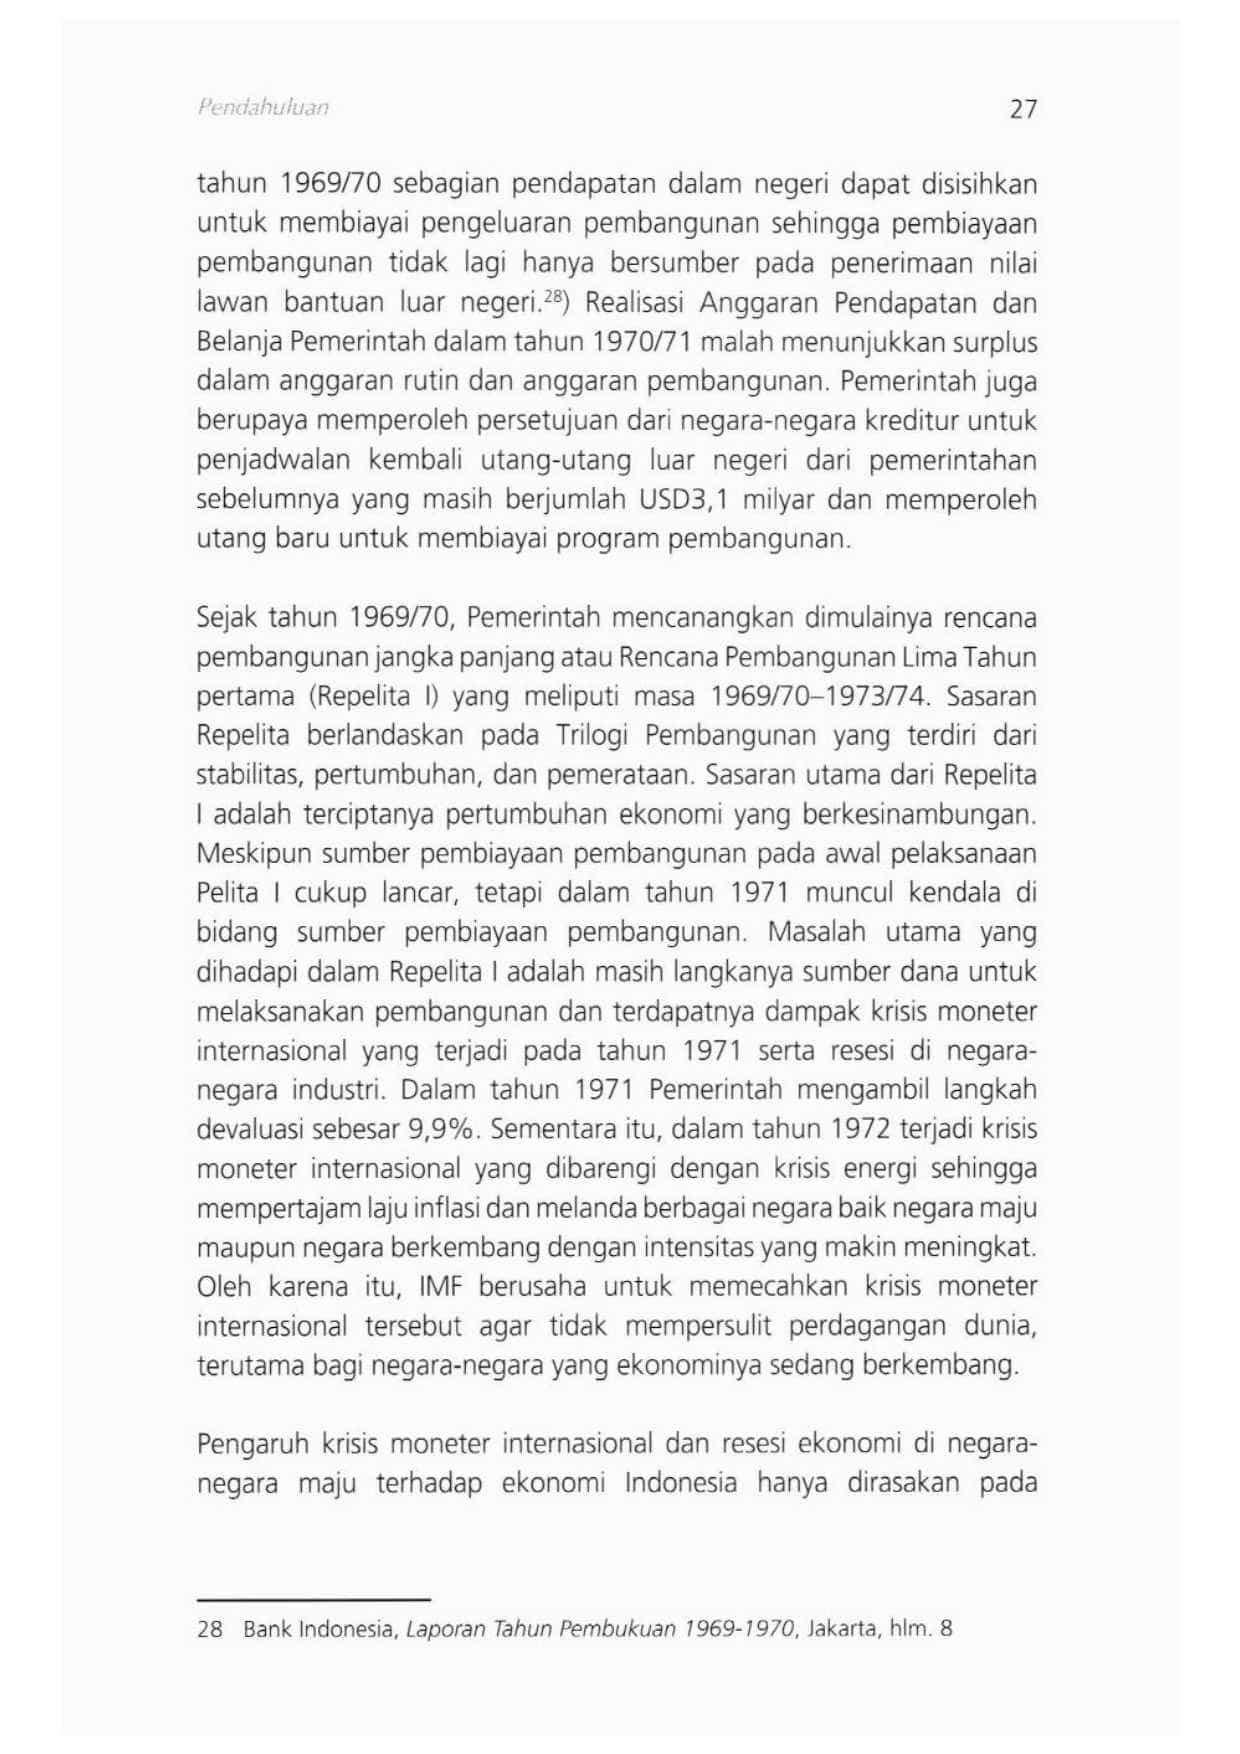 Pendahuluan 27
tahun 1969/70 sebagian pendapatan dalam negeri dapat disisihkan
untuk membiayai pengeluaran pembangunan sehingga pembiayaan
pembangunan tidak lagi hanya bersumber pada penerimaan nilai
lawan bantuan luar negeri.²⁸) Realisasi Anggaran Pendapatan dan
Belanja Pemerintah dalam tahun 1970/71 malah menunjukkan surplus
dalam anggaran rutin dan anggaran pembangunan. Pemerintah juga
berupaya memperoleh persetujuan dari negara-negara kreditur untuk
penjadwalan kembali utang-utang luar negeri dari pemerintahan
sebelumnya yang masih berjumlah USD3,1 milyar dan memperoleh
utang baru untuk membiayai program pembangunan.
Sejak tahun 1969/70, Pemerintah mencanangkan dimulainya rencana
pembangunan jangka panjang atau Rencana Pembangunan Lima Tahun
pertama (Repelita I) yang meliputi masa 1969/70–1973/74. Sasaran
Repelita berlandaskan pada Trilogi Pembangunan yang terdiri dari
stabilitas, pertumbuhan, dan pemerataan. Sasaran utama dari Repelita
I adalah terciptanya pertumbuhan ekonomi yang berkesinambungan.
Meskipun sumber pembiayaan pembangunan pada awal pelaksanaan
Pelita I cukup lancar, tetapi dalam tahun 1971 muncul kendala di
bidang sumber pembiayaan pembangunan. Masalah utama yang
dihadapi dalam Repelita I adalah masih langkanya sumber dana untuk
melaksanakan pembangunan dan terdapatnya dampak krisis moneter
internasional yang terjadi pada tahun 1971 serta resesi di negara-
negara industri. Dalam tahun 1971 Pemerintah mengambil langkah
devaluasi sebesar 9,9%. Sementara itu, dalam tahun 1972 terjadi krisis
moneter internasional yang dibarengi dengan krisis energi sehingga
mempertajam laju inflasi dan melanda berbagai negara baik negara maju
maupun negara berkembang dengan intensitas yang makin meningkat.
Oleh karena itu, IMF berusaha untuk memecahkan krisis moneter
internasional tersebut agar tidak mempersulit perdagangan dunia,
terutama bagi negara-negara yang ekonominya sedang berkembang.
Pengaruh krisis moneter internasional dan resesi ekonomi di negara-
negara maju terhadap ekonomi Indonesia hanya dirasakan pada
28 Bank Indonesia, Laporan Tahun Pembukuan 1969-1970, Jakarta, hlm. 8